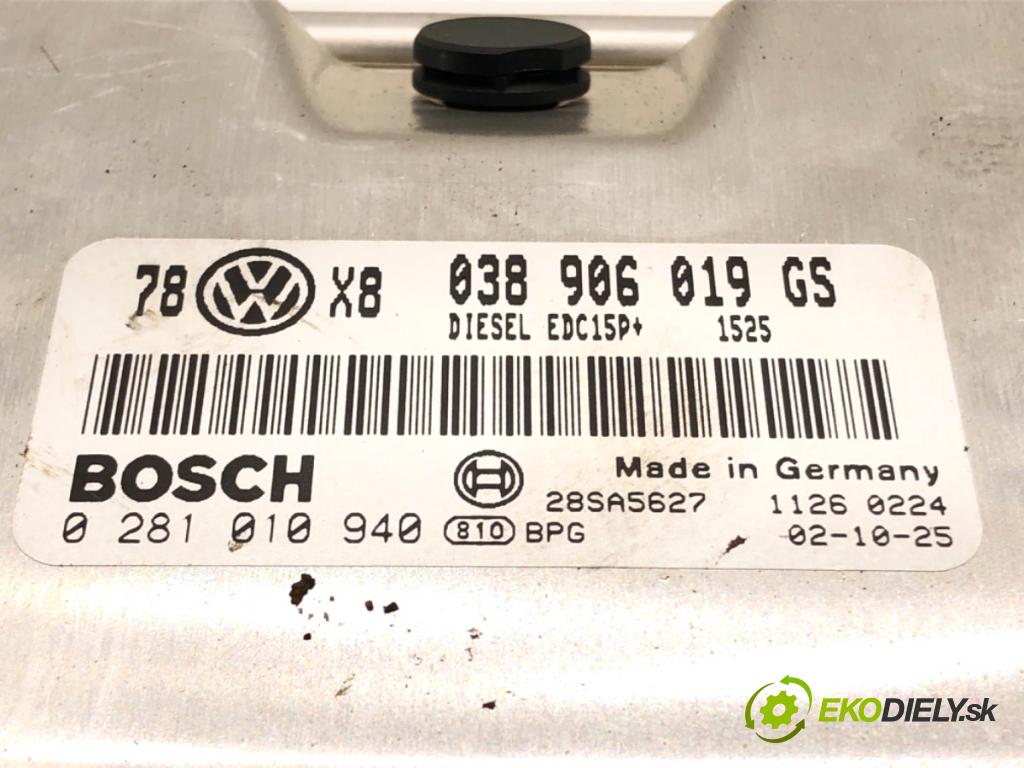 78 VW X8 038 906 019 GS
DIESEL EDC15P+ 1525
BOSCH Made in Germany
28SA5627 1126 0224
0 281 010 940 810 BPG 02-10-25
EKODIELY.sk